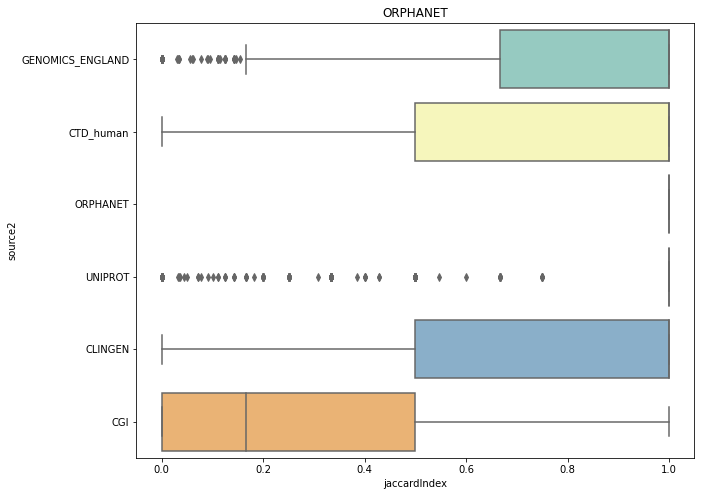 ORPHANET
GENOMICS_ENGLAND
CTD_human
ORPHANET
UNIPROT
CLINGEN
CGI
source2
0.0 0.2 0.4 0.6 0.8 1.0
jaccardIndex